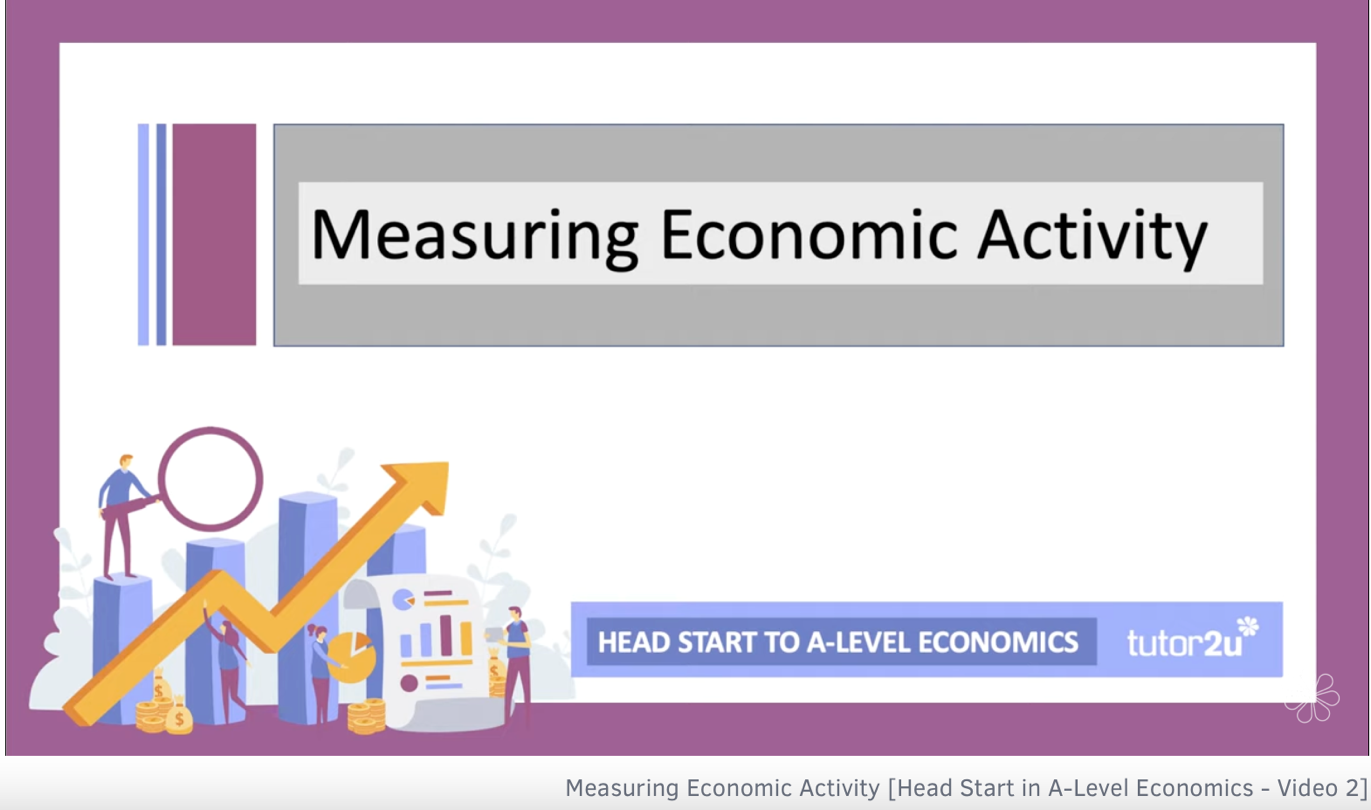 Measuring Economic Activity
HEAD START TO A-LEVEL ECONOMICS
tutor2u
$
$
$
Measuring Economic Activity [Head Start in A-Level Economics - Video 2]